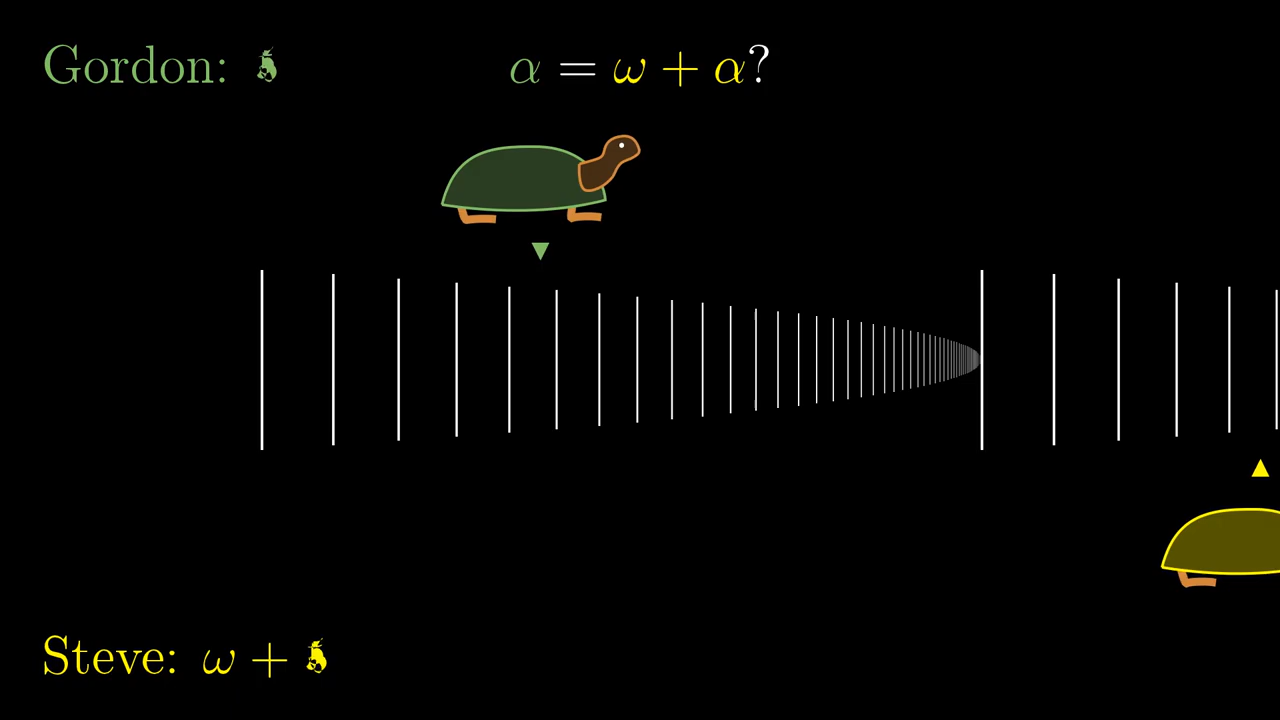 Gordon:
α = ω + α?
Steve: ω +